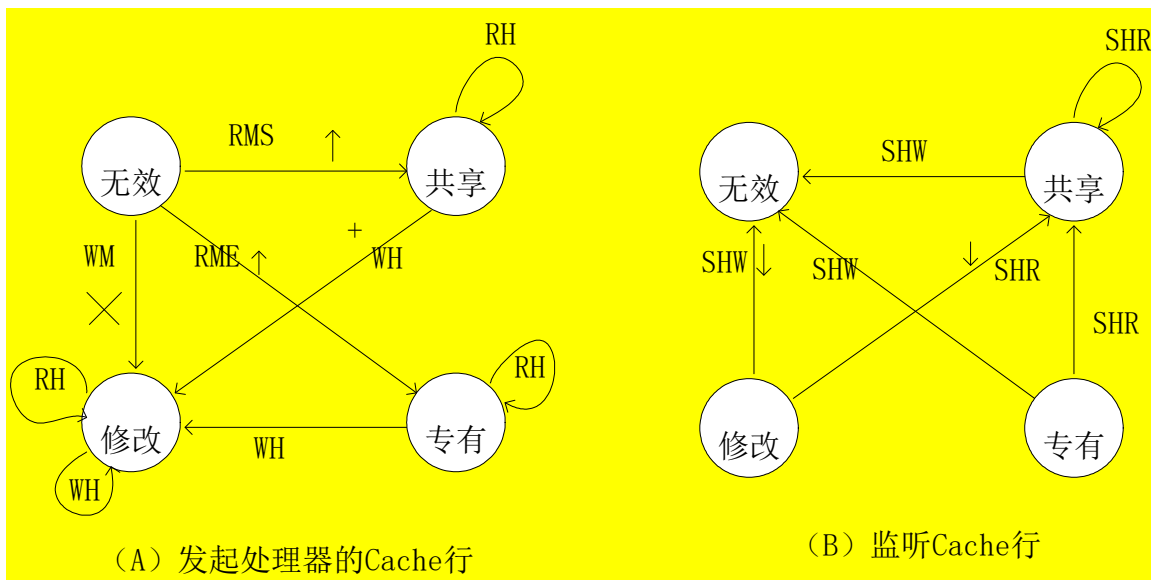 RH
SHR
RMS ↑
SHW
无效
共享
无效
共享
+
WM
RME ↑
WH
SHW ↓
SHW
↓
SHR
SHR
RH
RH
修改
专有
修改
专有
WH
WH
（A）发起处理器的Cache行
（B）监听Cache行